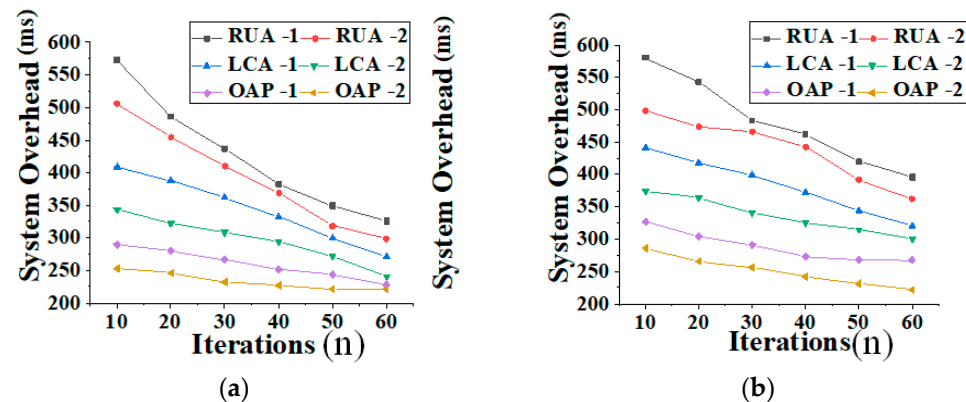 System Overhead (ms)
600
550
500
450
400
350
300
250
200
RUA -1 RUA -2
LCA -1 LCA -2
OAP -1 OAP -2
10 20 30 40 50 60
Iterations (n)
(a)
System Overhead (ms)
600
550
500
450
400
350
300
250
200
RUA -1 RUA -2
LCA -1 LCA -2
OAP -1 OAP -2
10 20 30 40 50 60
Iterations (n)
(b)